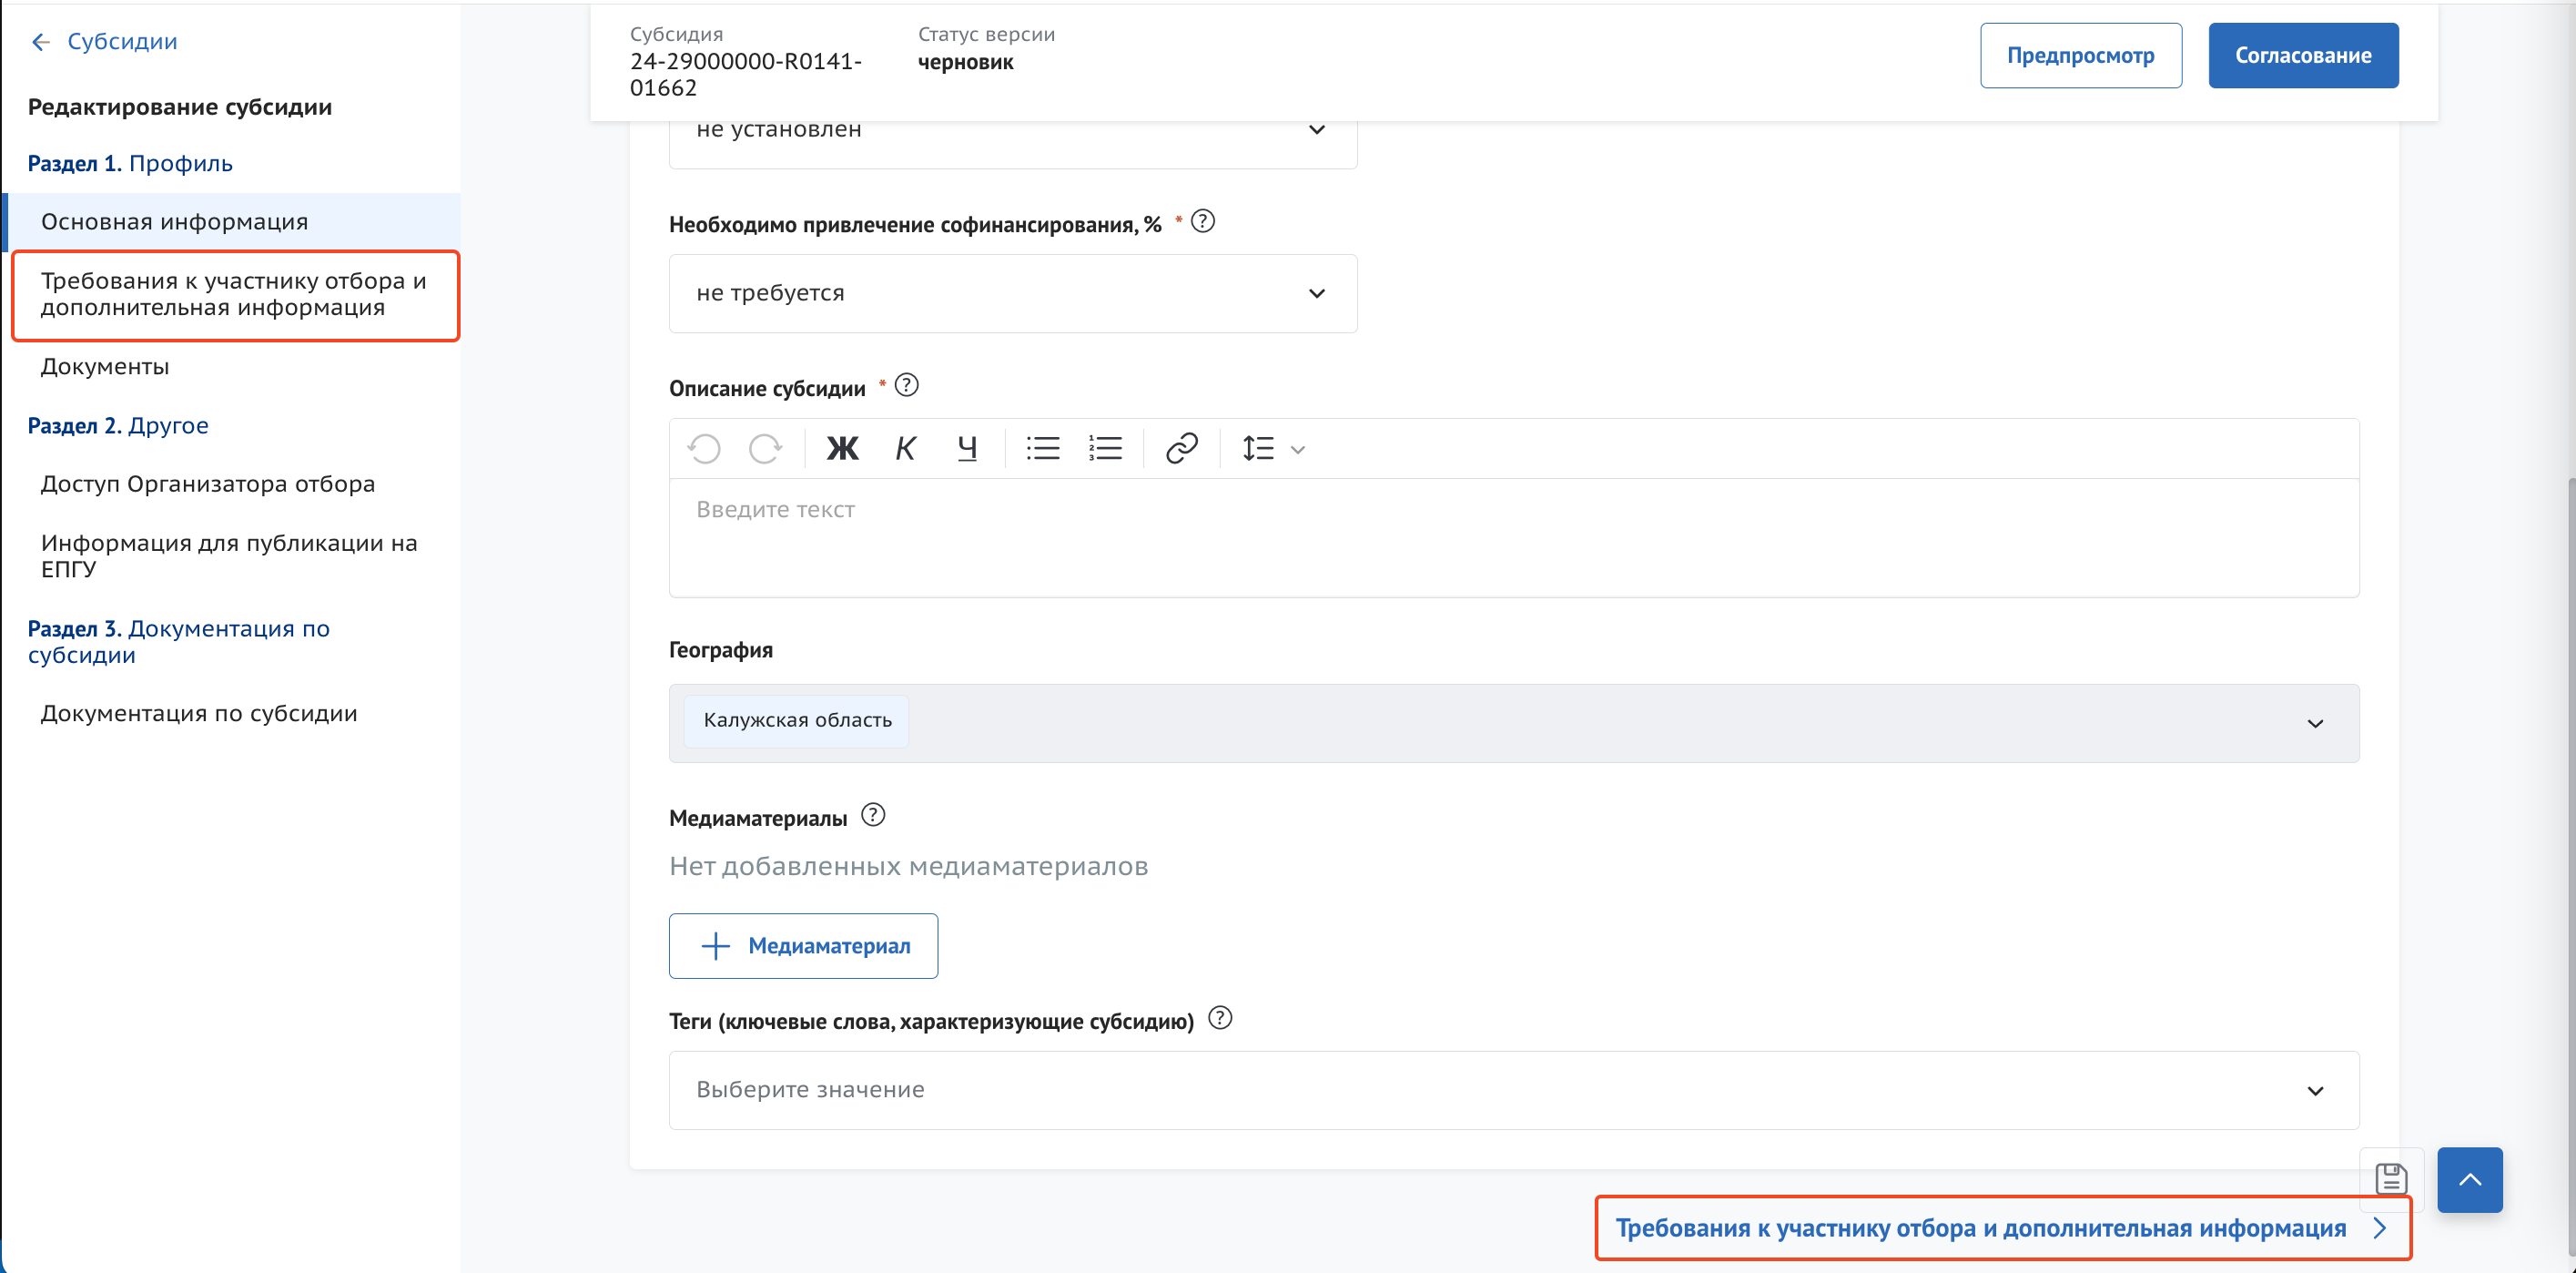 Субсидии
Редактирование субсидии
Раздел 1. Профиль
Основная информация
Требования к участнику отбора и
дополнительная информация
Документы
Раздел 2. Другое
Доступ Организатора отбора
Информация для публикации на
ЕПГУ
Раздел 3. Документация по
субсидии
Документация по субсидии
Субсидия
24-29000000-R0141-
01662
Статус версии
черновик
Предпросмотр
Согласование
не установлен
Необходимо привлечение софинансирования, % * ?
не требуется
Описание субсидии * ?
Ж К Ч
Введите текст
География
Калужская область
Медиаматериалы ?
Нет добавленных медиаматериалов
Медиаматериал
Теги (ключевые слова, характеризующие субсидию) ?
Выберите значение
Требования к участнику отбора и дополнительная информация